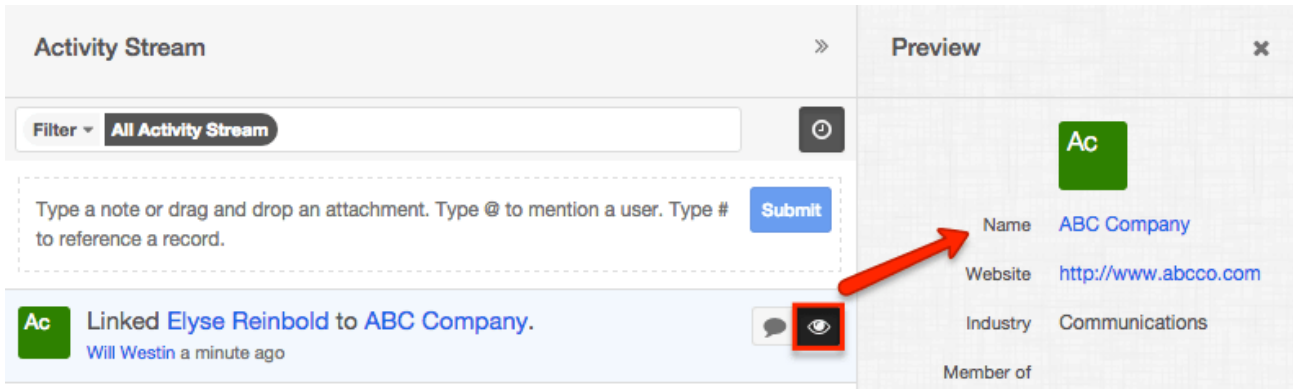 Activity Stream
Filter All Activity Stream
Type a note or drag and drop an attachment. Type @ to mention a user. Type #
to reference a record.
Submit
Ac
Linked Elyse Reinbold to ABC Company.
Will Westin a minute ago
Preview
Ac
Name ABC Company
Website http://www.abcco.com
Industry Communications
Member of